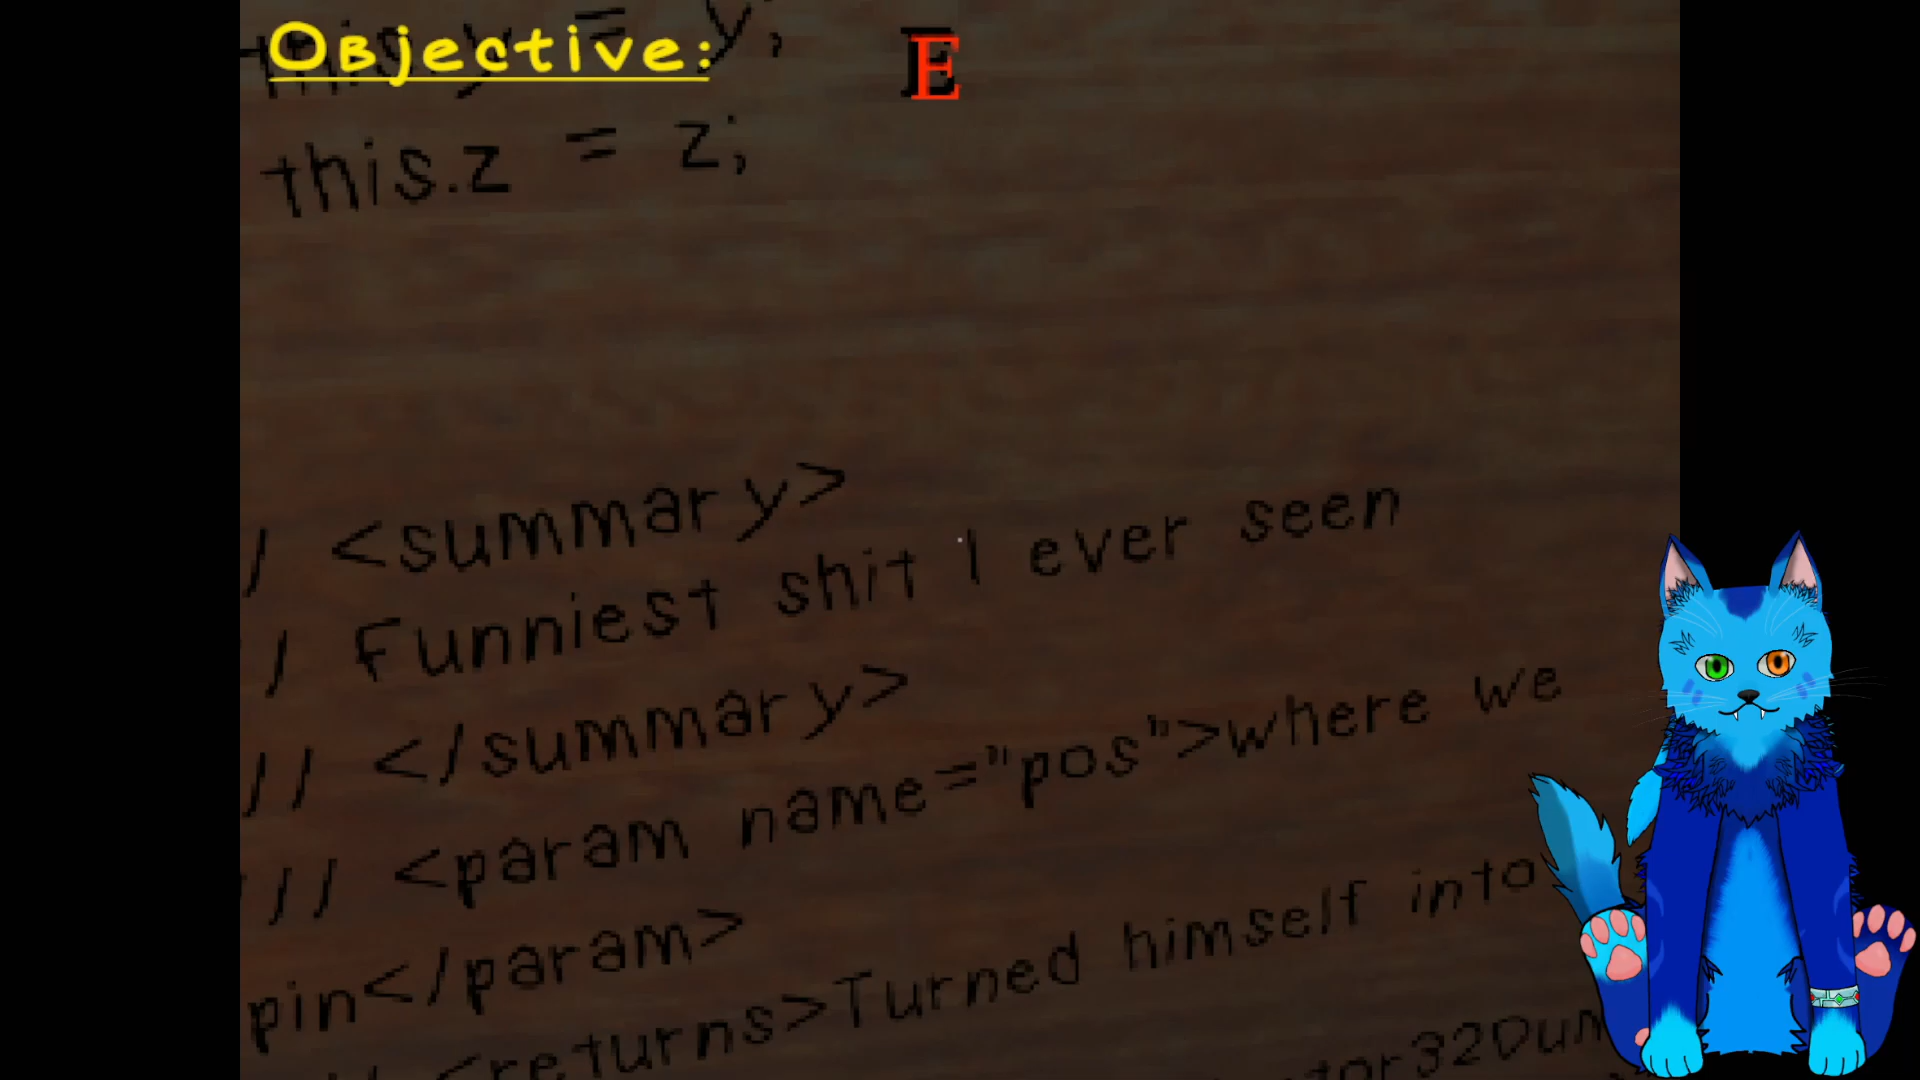 Objective:
E
this.y = y;
this.z = z;
/ <summary>
/ Funniest shit I ever seen
// </summary>
/// <param name="pos">where we
pin</param>
<returns>Turned himself into